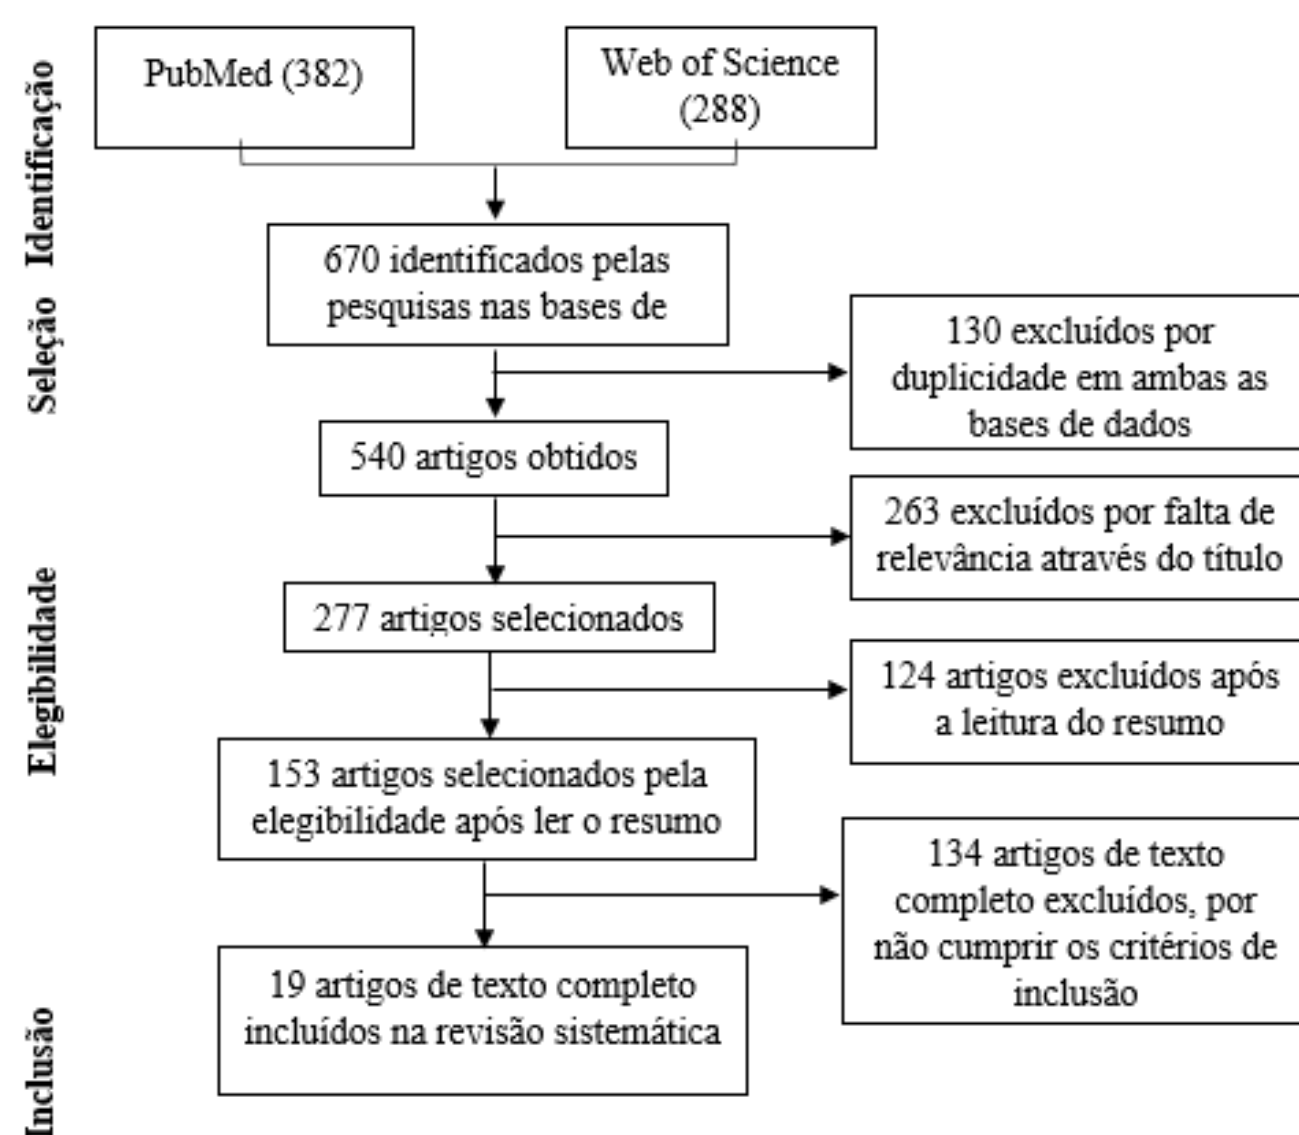 Identificação
PubMed (382)
Web of Science
(288)
670 identificados pelas
pesquisas nas bases de
Seleção
130 excluídos por
duplicidade em ambas as
bases de dados
540 artigos obtidos
263 excluídos por falta de
relevância através do título
Elegibilidade
277 artigos selecionados
124 artigos excluídos após
a leitura do resumo
153 artigos selecionados pela
elegibilidade após ler o resumo
134 artigos de texto
completo excluídos, por
não cumprir os critérios de
inclusão
Inclusão
19 artigos de texto completo
incluídos na revisão sistemática